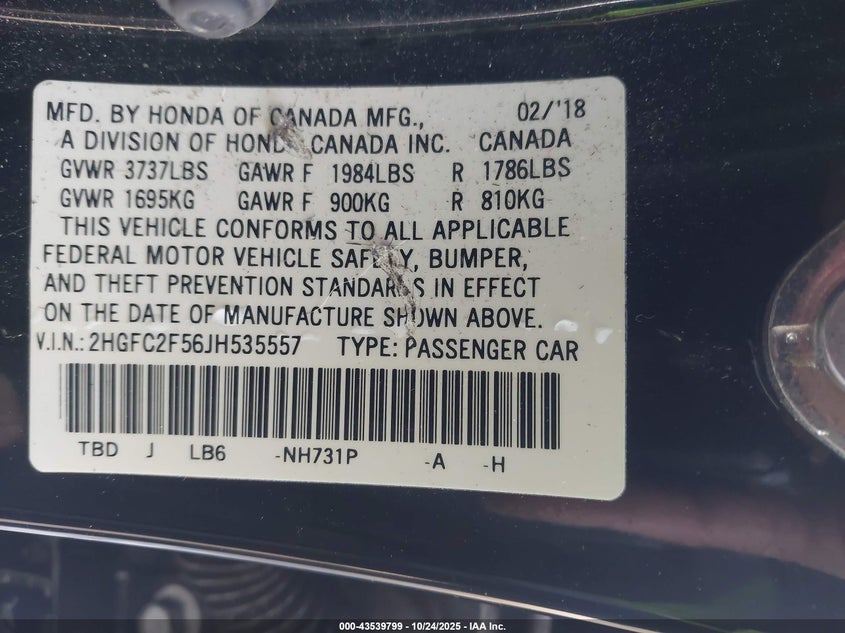 MFD. BY HONDA OF CANADA MFG., 02/'18
A DIVISION OF HONDA CANADA INC. CANADA
GVWR 3737LBS GAWR F 1984LBS R 1786LBS
GVWR 1695KG GAWR F 900KG R 810KG
THIS VEHICLE CONFORMS TO ALL APPLICABLE
FEDERAL MOTOR VEHICLE SAFETY, BUMPER,
AND THEFT PREVENTION STANDARDS IN EFFECT
ON THE DATE OF MANUFACTURE SHOWN ABOVE.
V.I.N.: 2HGFC2F56JH535557 TYPE: PASSENGER CAR
TBD J LB6 -NH731P -A -H
000-43539799 - 10/24/2025 - IAA Inc.